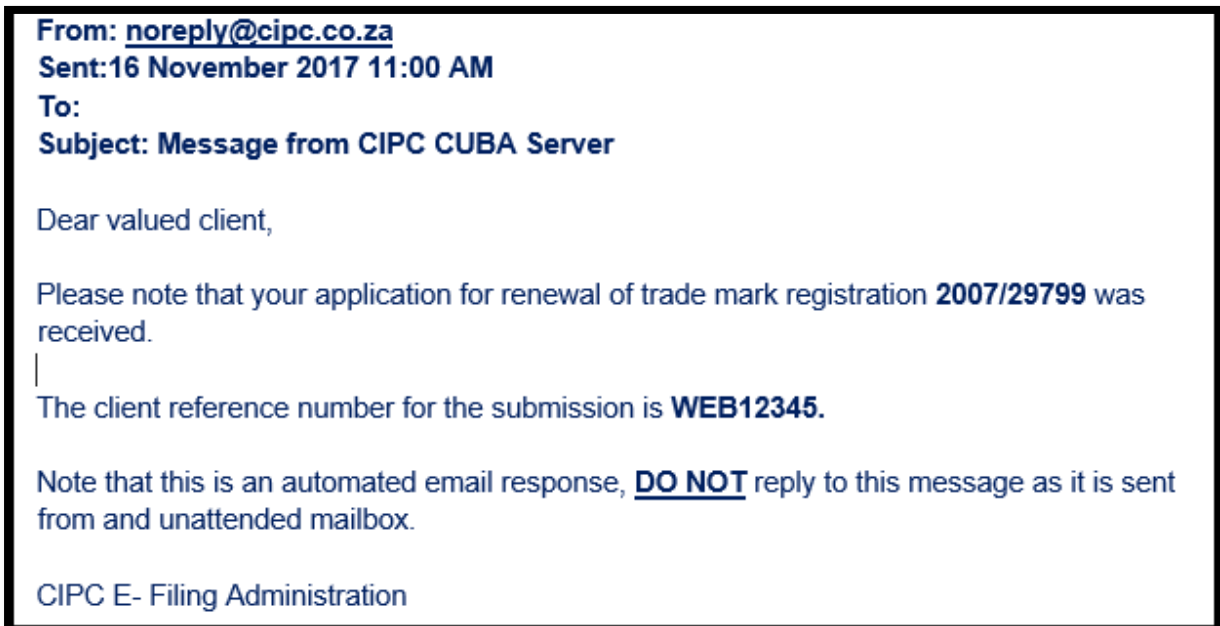 From: noreply@cipc.co.za
Sent:16 November 2017 11:00 AM
To:
Subject: Message from CIPC CUBA Server
Dear valued client,
Please note that your application for renewal of trade mark registration 2007/29799 was
received.
The client reference number for the submission is WEB12345.
Note that this is an automated email response, DO NOT reply to this message as it is sent
from and unattended mailbox.
CIPC E- Filing Administration